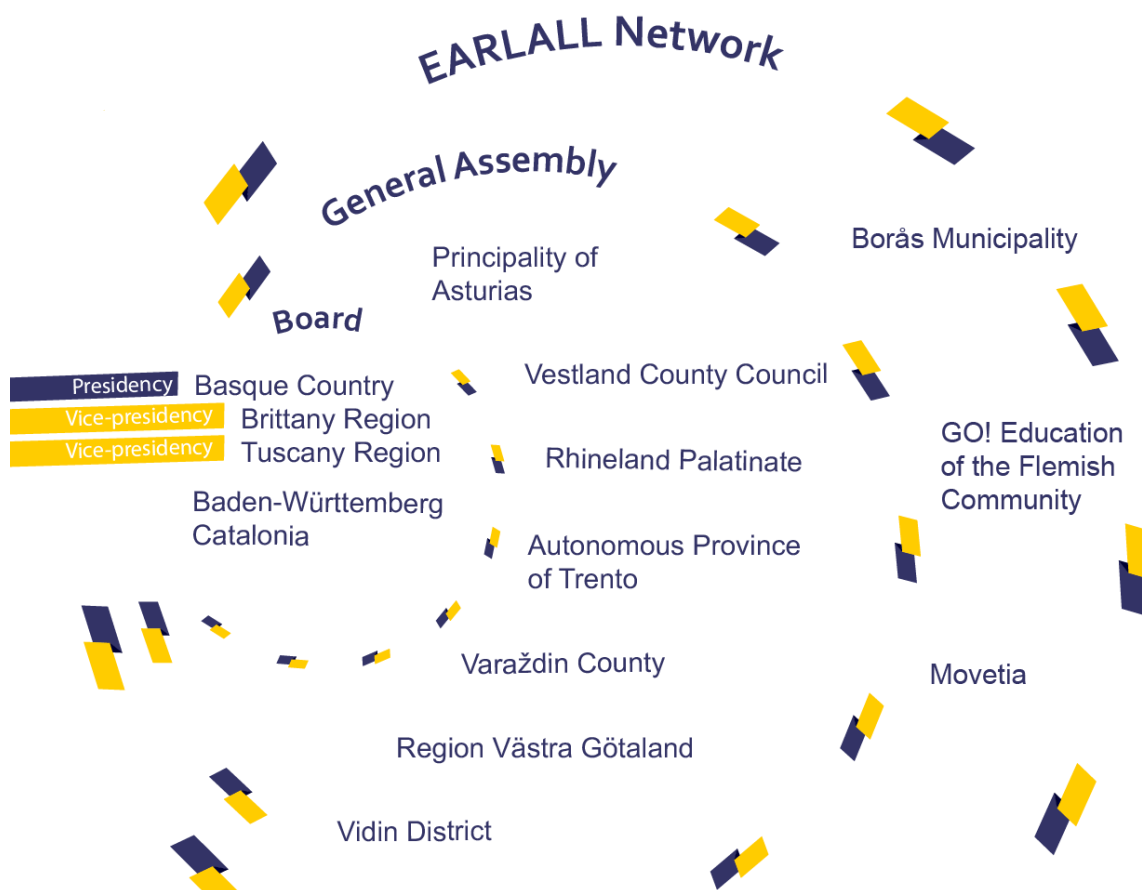 EARLALL Network
General Assembly
Borås Municipality
Principality of
Asturias
Board
Vestland County Council
Presidency Basque Country
Vice-presidency Brittany Region
Vice-presidency Tuscany Region
Rhineland Palatinate
GO! Education
of the Flemish
Community
Baden-Württemberg
Catalonia
Autonomous Province
of Trento
Varaždin County
Movetia
Region Västra Götaland
Vidin District